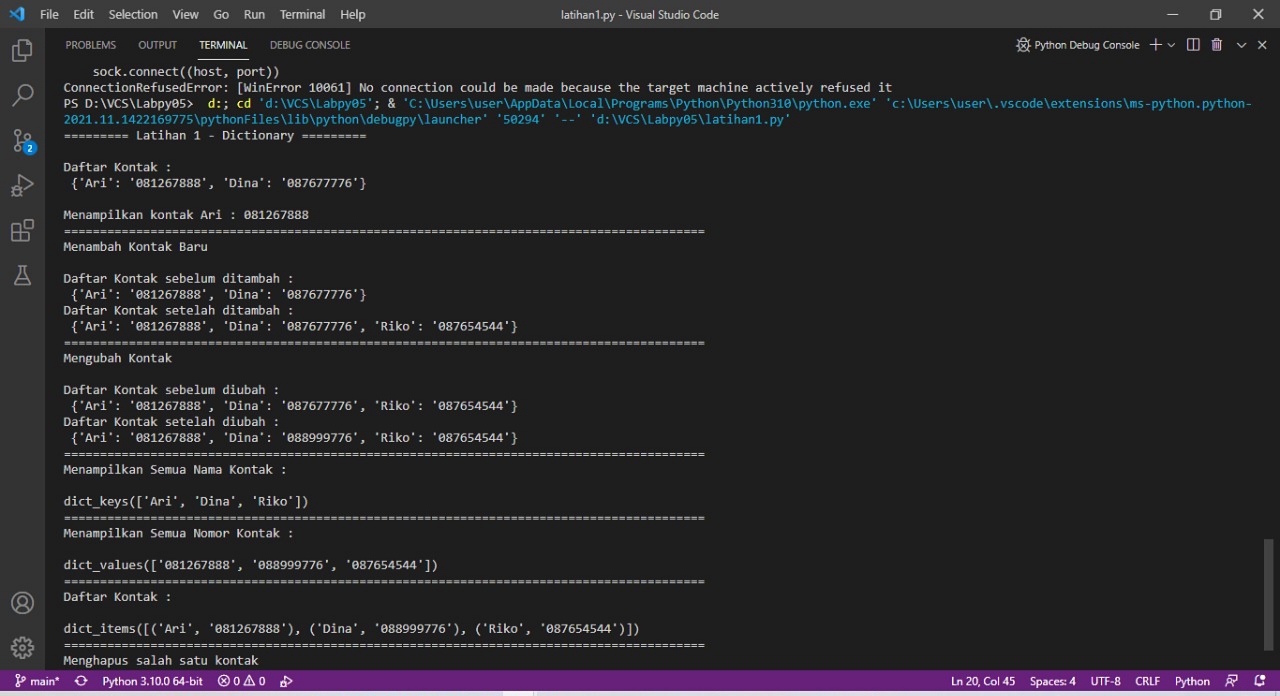 File Edit Selection View Go Run Terminal Help latihan1.py - Visual Studio Code
PROBLEMS OUTPUT TERMINAL DEBUG CONSOLE Python Debug Console
sock.connect((host, port))
ConnectionRefusedError: [WinError 10061] No connection could be made because the target machine actively refused it
PS D:\VCS\Labpy05>  d:; cd 'd:\VCS\Labpy05'; & 'C:\Users\user\AppData\Local\Programs\Python\Python310\python.exe' 'c:\Users\user\.vscode\extensions\ms-python.python-
2021.11.1422169775\pythonFiles\lib\python\debugpy\launcher' '50294' '--' 'd:\VCS\Labpy05\latihan1.py'
========= Latihan 1 - Dictionary =========
Daftar Kontak :
{'Ari': '081267888', 'Dina': '087677776'}
Menampilkan kontak Ari : 081267888
=========================================================================================
Menambah Kontak Baru
Daftar Kontak sebelum ditambah :
{'Ari': '081267888', 'Dina': '087677776'}
Daftar Kontak setelah ditambah :
{'Ari': '081267888', 'Dina': '087677776', 'Riko': '087654544'}
=========================================================================================
Mengubah Kontak
Daftar Kontak sebelum diubah :
{'Ari': '081267888', 'Dina': '087677776', 'Riko': '087654544'}
Daftar Kontak setelah diubah :
{'Ari': '081267888', 'Dina': '088999776', 'Riko': '087654544'}
=========================================================================================
Menampilkan Semua Nama Kontak :
dict_keys(['Ari', 'Dina', 'Riko'])
=========================================================================================
Menampilkan Semua Nomor Kontak :
dict_values(['081267888', '088999776', '087654544'])
=========================================================================================
Daftar Kontak :
dict_items([('Ari', '081267888'), ('Dina', '088999776'), ('Riko', '087654544')])
=========================================================================================
Menghapus salah satu kontak
2
main* Python 3.10.0 64-bit 0 0 Ln 20, Col 45 Spaces: 4 UTF-8 CRLF Python